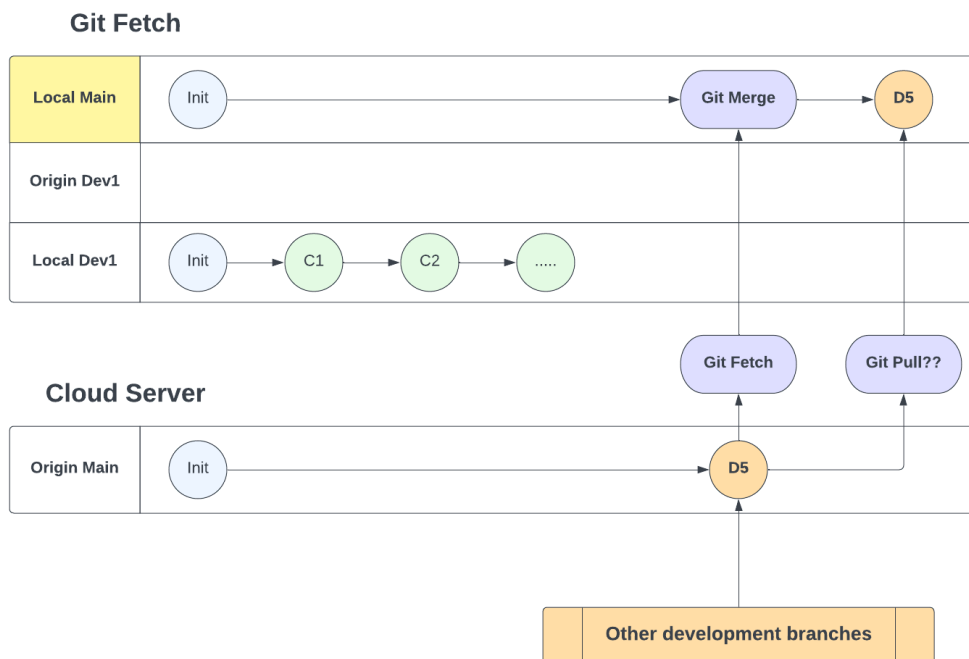 Git Fetch
Local Main
Init
Git Merge
D5
Origin Dev1
Local Dev1
Init
C1
C2
.....
Git Fetch
Git Pull??
Cloud Server
Origin Main
Init
D5
Other development branches